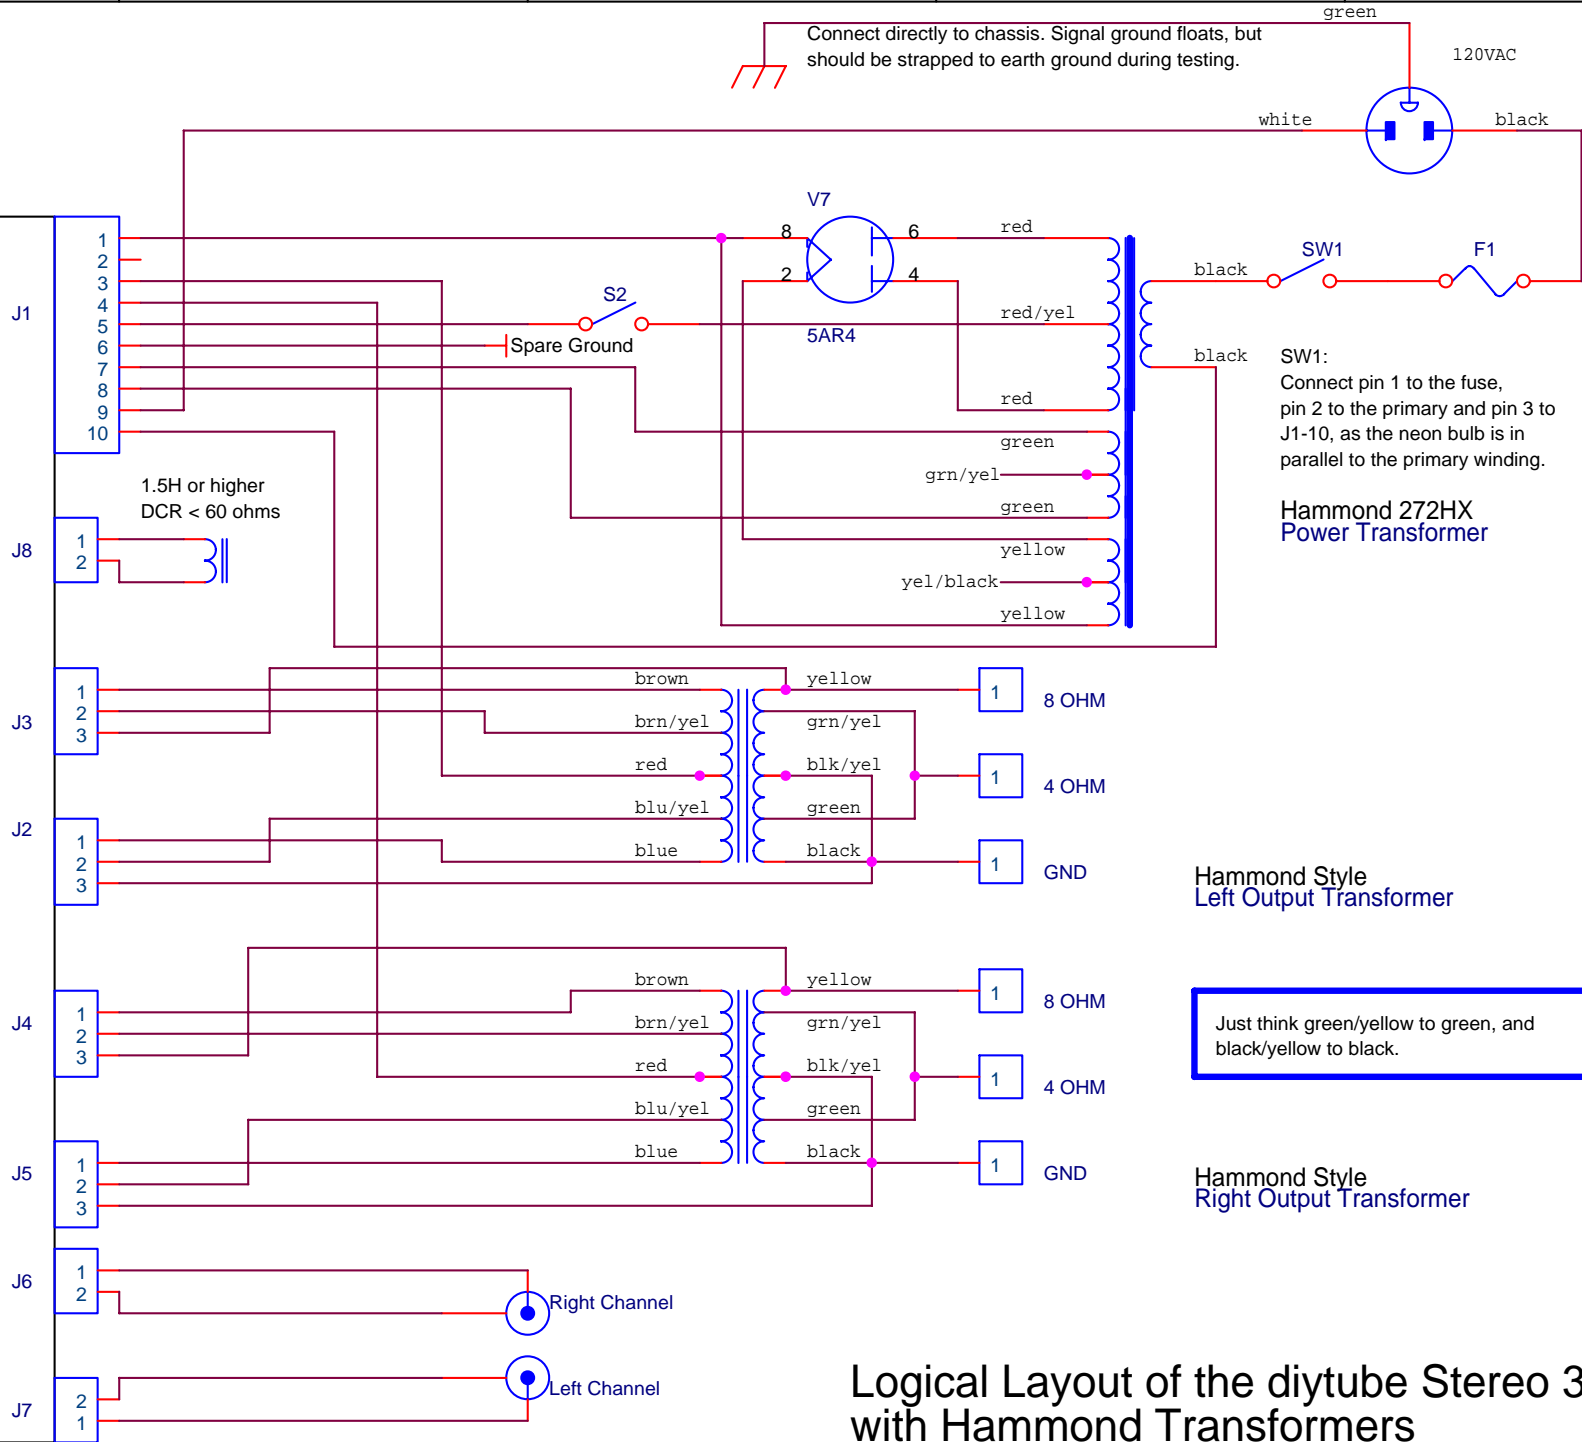 green
Connect directly to chassis. Signal ground floats, but
should be strapped to earth ground during testing.
120VAC
white
black
V7
8
6
red
2
4
5AR4
red/yel
red
J1
1
2
3
4
5
6
7
8
9
10
S2
Spare Ground
black
SW1
F1
black
SW1:
Connect pin 1 to the fuse,
pin 2 to the primary and pin 3 to
J1-10, as the neon bulb is in
parallel to the primary winding.
green
grn/yel
green
yellow
yel/black
yellow
Hammond 272HX
Power Transformer
1.5H or higher
DCR < 60 ohms
J8
1
2
J3
1
2
3
brown
brn/yel
red
blu/yel
blue
yellow
grn/yel
blk/yel
green
black
1
8 OHM
1
4 OHM
1
GND
J2
1
2
3
Hammond Style
Left Output Transformer
J4
1
2
3
brown
brn/yel
red
blu/yel
blue
yellow
grn/yel
blk/yel
green
black
1
8 OHM
1
4 OHM
1
GND
Just think green/yellow to green, and
black/yellow to black.
J5
1
2
3
Hammond Style
Right Output Transformer
J6
1
2
Right Channel
J7
2
1
Left Channel
Logical Layout of the diytube Stereo 3
with Hammond Transformers